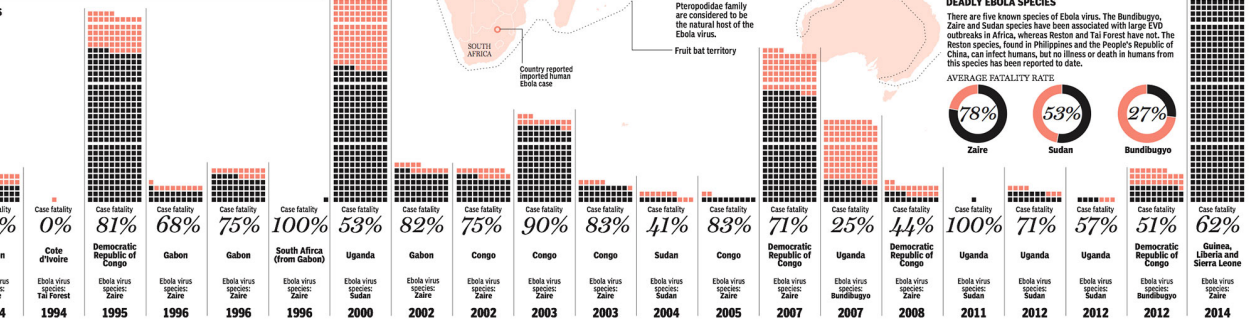 Pteropodidae family
are considered to be
the natural host of the
Ebola virus.
Fruit bat territory
SOUTH
AFRICA
Country reported
imported human
Ebola case
DEADLY EBOLA SPECIES
There are five known species of Ebola virus. The Bundibugyo,
Zaire and Sudan species have been associated with large EVD
outbreaks in Africa, whereas Reston and Tai Forest have not. The
Reston species, found in Philippines and the People's Republic of
China, can infect humans, but no illness or death in humans from
this species has been reported to date.
AVERAGE FATALITY RATE
78%
Zaire
53%
Sudan
27%
Bundibugyo
Case fatality
0%
Cote
d'Ivoire
Ebola virus
species:
Tai Forest
1994
Case fatality
81%
Democratic
Republic of
Congo
Ebola virus
species:
Zaire
1995
Case fatality
68%
Gabon
Ebola virus
species:
Zaire
1996
Case fatality
75%
Gabon
Ebola virus
species:
Zaire
1996
Case fatality
100%
South Africa
(from Gabon)
Ebola virus
species:
Zaire
1996
Case fatality
53%
Uganda
Ebola virus
species:
Sudan
2000
Case fatality
82%
Gabon
Ebola virus
species:
Zaire
2002
Case fatality
75%
Congo
Ebola virus
species:
Zaire
2002
Case fatality
90%
Congo
Ebola virus
species:
Zaire
2003
Case fatality
83%
Congo
Ebola virus
species:
Zaire
2003
Case fatality
41%
Sudan
Ebola virus
species:
Sudan
2004
Case fatality
83%
Congo
Ebola virus
species:
Zaire
2005
Case fatality
71%
Democratic
Republic of
Congo
Ebola virus
species:
Zaire
2007
Case fatality
25%
Uganda
Ebola virus
species:
Bundibugyo
2007
Case fatality
44%
Democratic
Republic of
Congo
Ebola virus
species:
Zaire
2008
Case fatality
100%
Uganda
Ebola virus
species:
Sudan
2011
Case fatality
71%
Uganda
Ebola virus
species:
Sudan
2012
Case fatality
57%
Uganda
Ebola virus
species:
Sudan
2012
Case fatality
51%
Democratic
Republic of
Congo
Ebola virus
species:
Bundibugyo
2012
Case fatality
62%
Guinea,
Liberia and
Sierra Leone
Ebola virus
species:
Zaire
2014